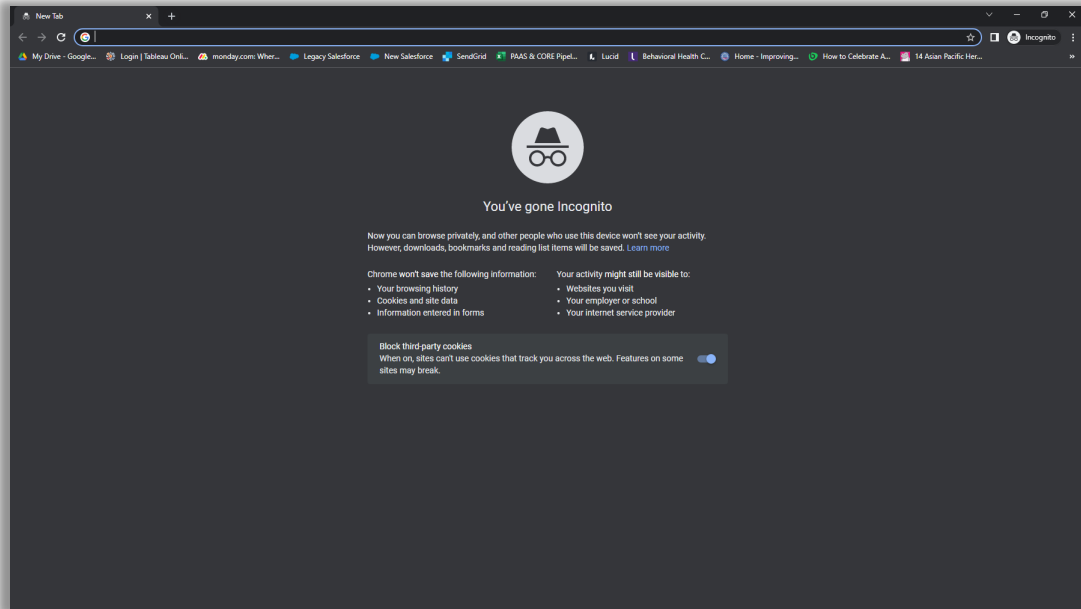 New Tab
Incognito
My Drive - Google...
Login | Tableau Onli...
monday.com: Wher...
Legacy Salesforce
New Salesforce
SendGrid
PAAS & CORE Pipel...
Lucid
Behavioral Health C...
Home - Improving...
How to Celebrate A...
14 Asian Pacific Her...
You've gone Incognito
Now you can browse privately, and other people who use this device won't see your activity.
However, downloads, bookmarks and reading list items will be saved. Learn more
Chrome won't save the following information:
• Your browsing history
• Cookies and site data
• Information entered in forms
Your activity might still be visible to:
• Websites you visit
• Your employer or school
• Your internet service provider
Block third-party cookies
When on, sites can't use cookies that track you across the web. Features on some
sites may break.